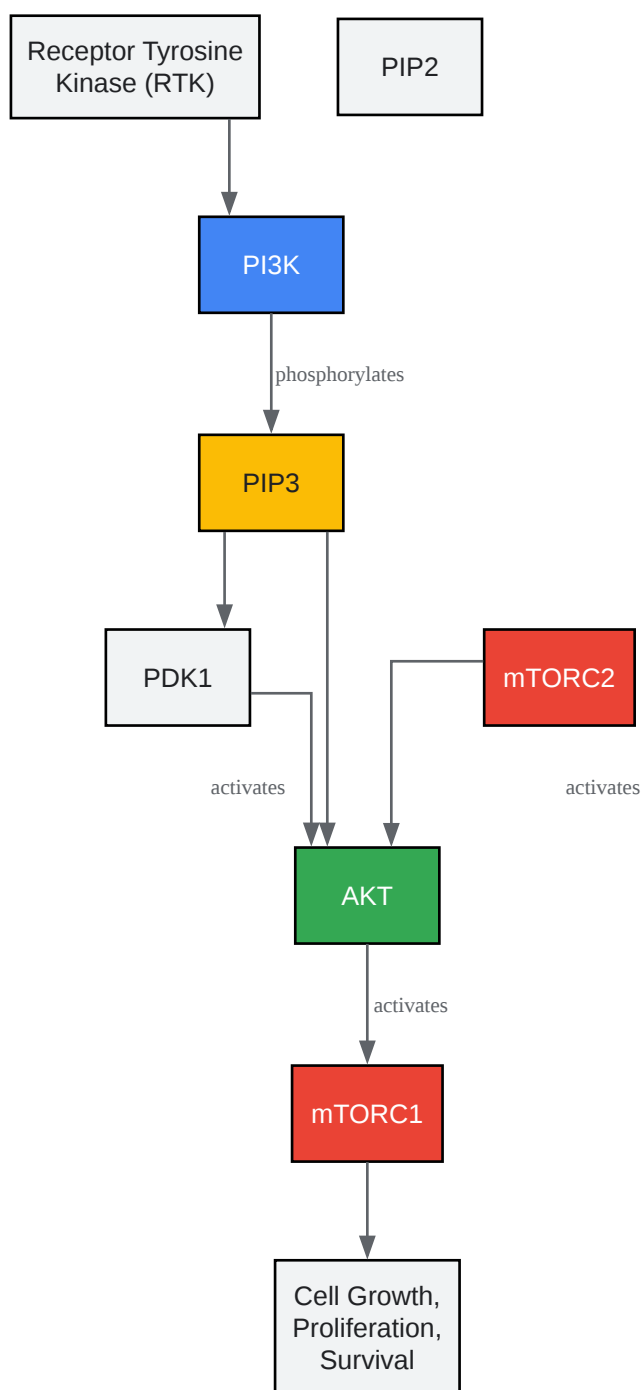 Receptor Tyrosine
Kinase (RTK)
PIP2
PI3K
phosphorylates
PIP3
PDK1
mTORC2
activates
activates
AKT
activates
mTORC1
Cell Growth,
Proliferation,
Survival